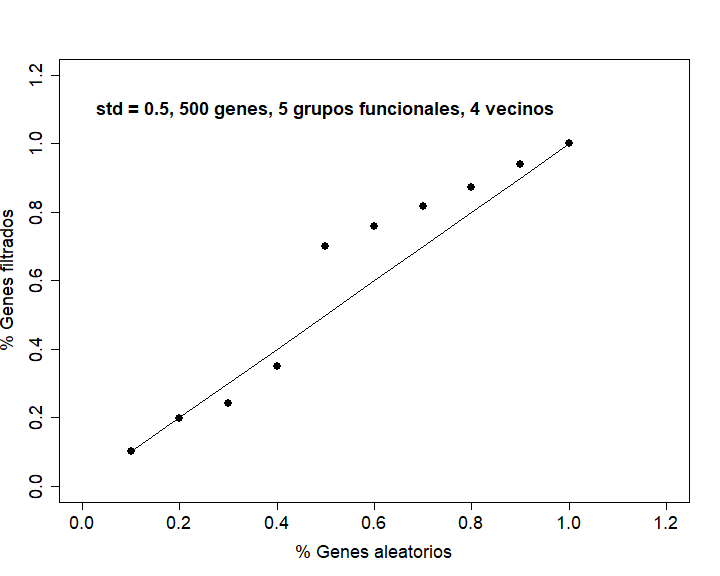 std = 0.5, 500 genes, 5 grupos funcionales, 4 vecinos
% Genes filtrados
1.2
1.0
0.8
0.6
0.4
0.2
0.0
0.0 0.2 0.4 0.6 0.8 1.0 1.2
% Genes aleatorios